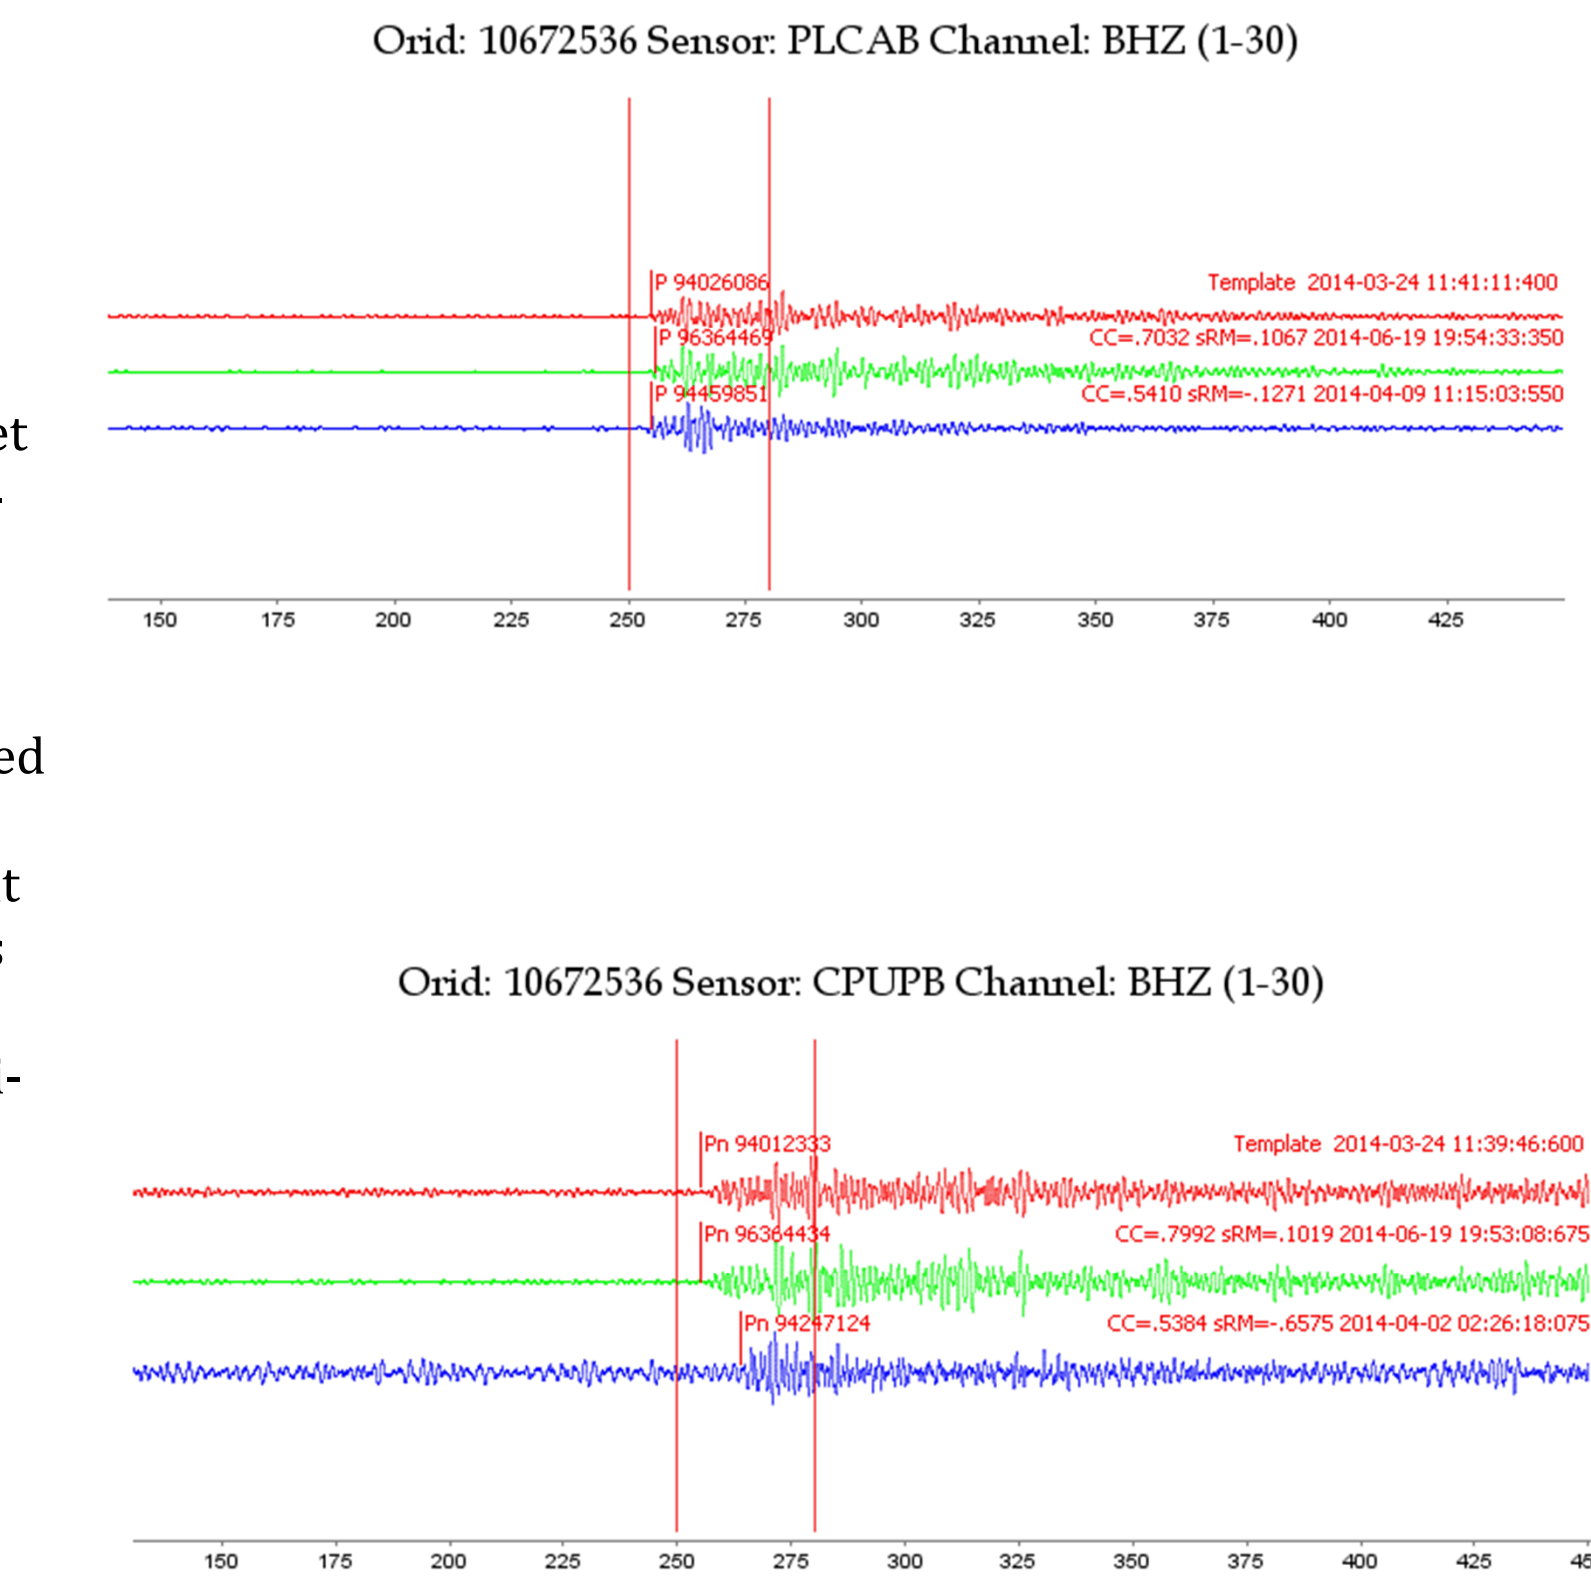 Orid: 10672536 Sensor: PLCAB Channel: BHZ (1-30)
P 94026086 Template 2014-03-24 11:41:11:400
P 96364469 CC=.7032 sRM=.1067 2014-06-19 19:54:33:350
P 94459851 CC=.5410 sRM=-.1271 2014-04-09 11:15:03:550
et
-
150 175 200 225 250 275 300 325 350 375 400 425
ed
t
s
i-
Orid: 10672536 Sensor: CPUPB Channel: BHZ (1-30)
Pn 94012333 Template 2014-03-24 11:39:46:600
Pn 96364434 CC=.7992 sRM=.1019 2014-06-19 19:53:08:675
Pn 94247124 CC=.5384 sRM=-.6575 2014-04-02 02:26:18:075
150 175 200 225 250 275 300 325 350 375 400 425 45